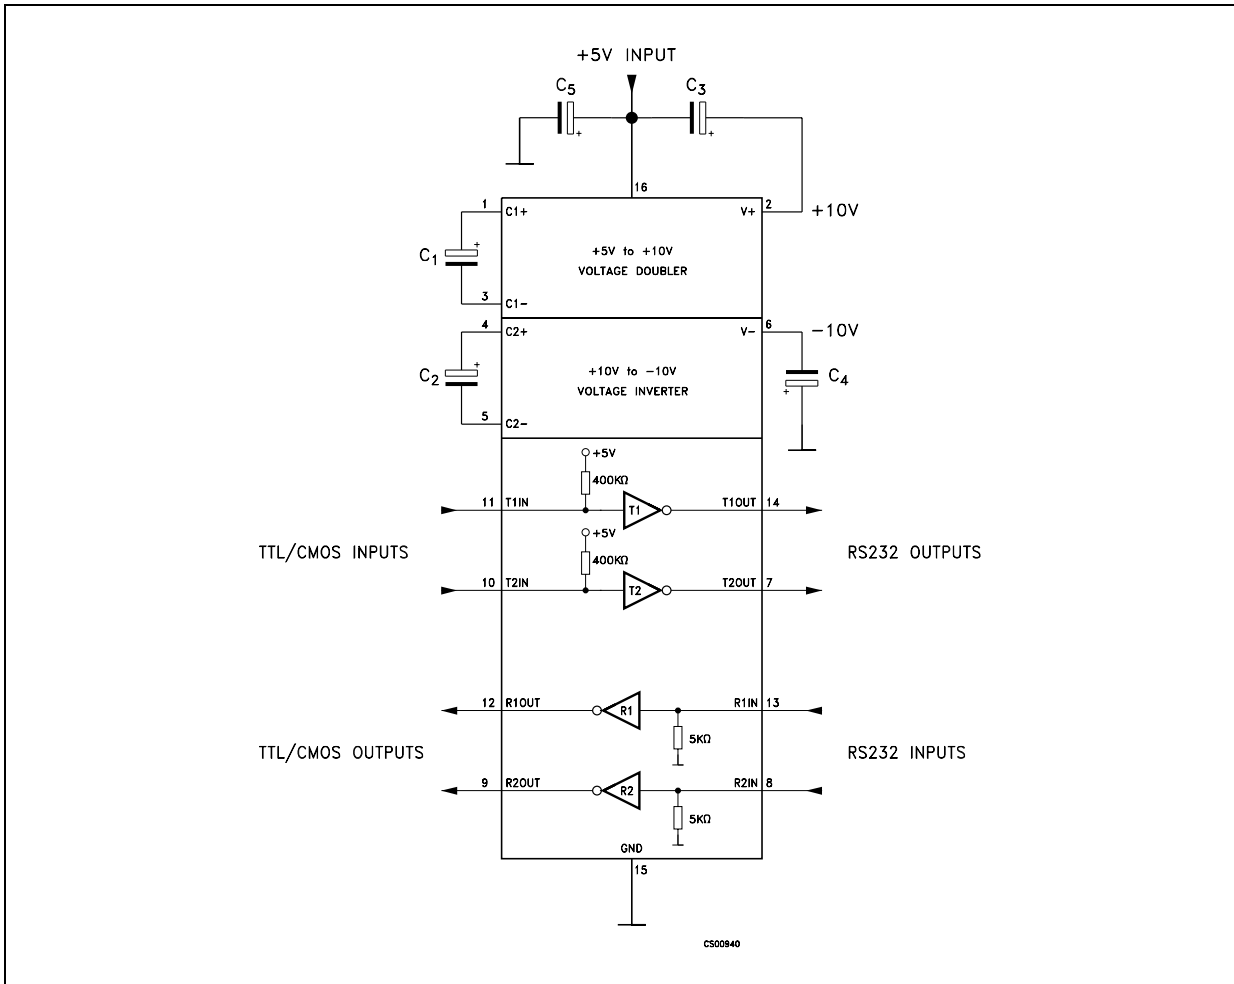 +5V INPUT
C5
C3
+
+
16
1
C1+
V+
2
+10V
+
C1
+5V to +10V
VOLTAGE DOUBLER
3
C1-
4
C2+
V-
6
-10V
+
C2
+10V to -10V
VOLTAGE INVERTER
C4
+
5
C2-
+5V
400KΩ
11
T1IN
T1
T1OUT
14
+5V
TTL/CMOS INPUTS
RS232 OUTPUTS
400KΩ
10
T2IN
T2
T2OUT
7
12
R1OUT
R1
R1IN
13
5KΩ
TTL/CMOS OUTPUTS
RS232 INPUTS
9
R2OUT
R2
R2IN
8
5KΩ
GND
15
CS00940